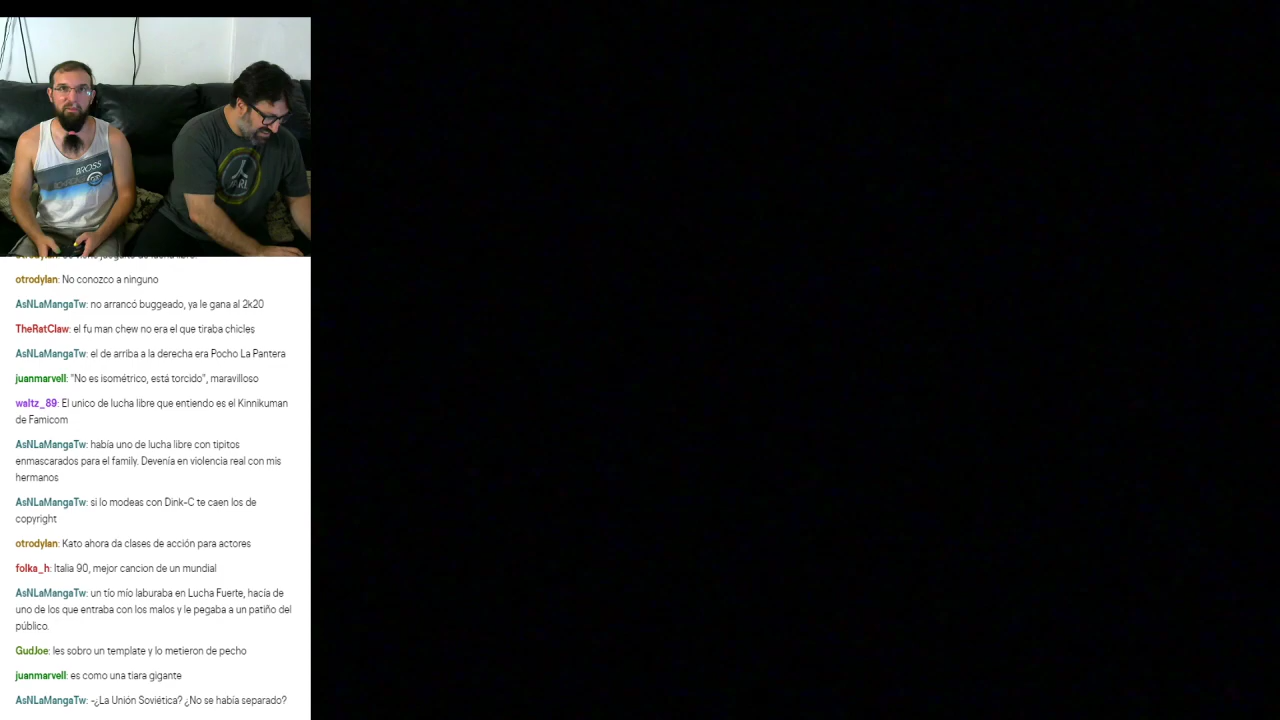 BROSS
otrodylan: No conozco a ninguno
AsNLaMangaTw: no arrancó buggeado, ya le gana al 2k20
TheRatClaw: el fu man chew no era el que tiraba chicles
AsNLaMangaTw: el de arriba a la derecha era Pocho La Pantera
juanmarvell: "No es isométrico, está torcido", maravilloso
waltz_89: El unico de lucha libre que entiendo es el Kinnikuman
de Famicom
AsNLaMangaTw: había uno de lucha libre con tipitos
enmascarados para el family. Devenía en violencia real con mis
hermanos
AsNLaMangaTw: si lo modeas con Dink-C te caen los de
copyright
otrodylan: Kato ahora da clases de acción para actores
folka_h: Italia 90, mejor cancion de un mundial
AsNLaMangaTw: un tío mío laburaba en Lucha Fuerte, hacía de
uno de los que entraba con los malos y le pegaba a un patiño del
público.
GudJoe: les sobro un template y lo metieron de pecho
juanmarvell: es como una tiara gigante
AsNLaMangaTw: -¿La Unión Soviética? ¿No se había separado?